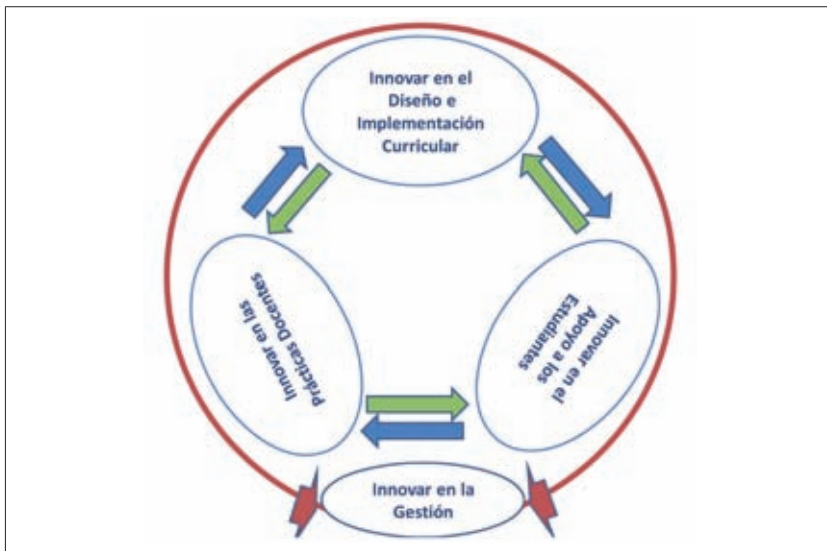 Innovar en el
Diseño e
Implementación
Curricular
Innovar en las
Prácticas Docentes
Innovar en el
Apoyo a los
Estudiantes
Innovar en la
Gestión